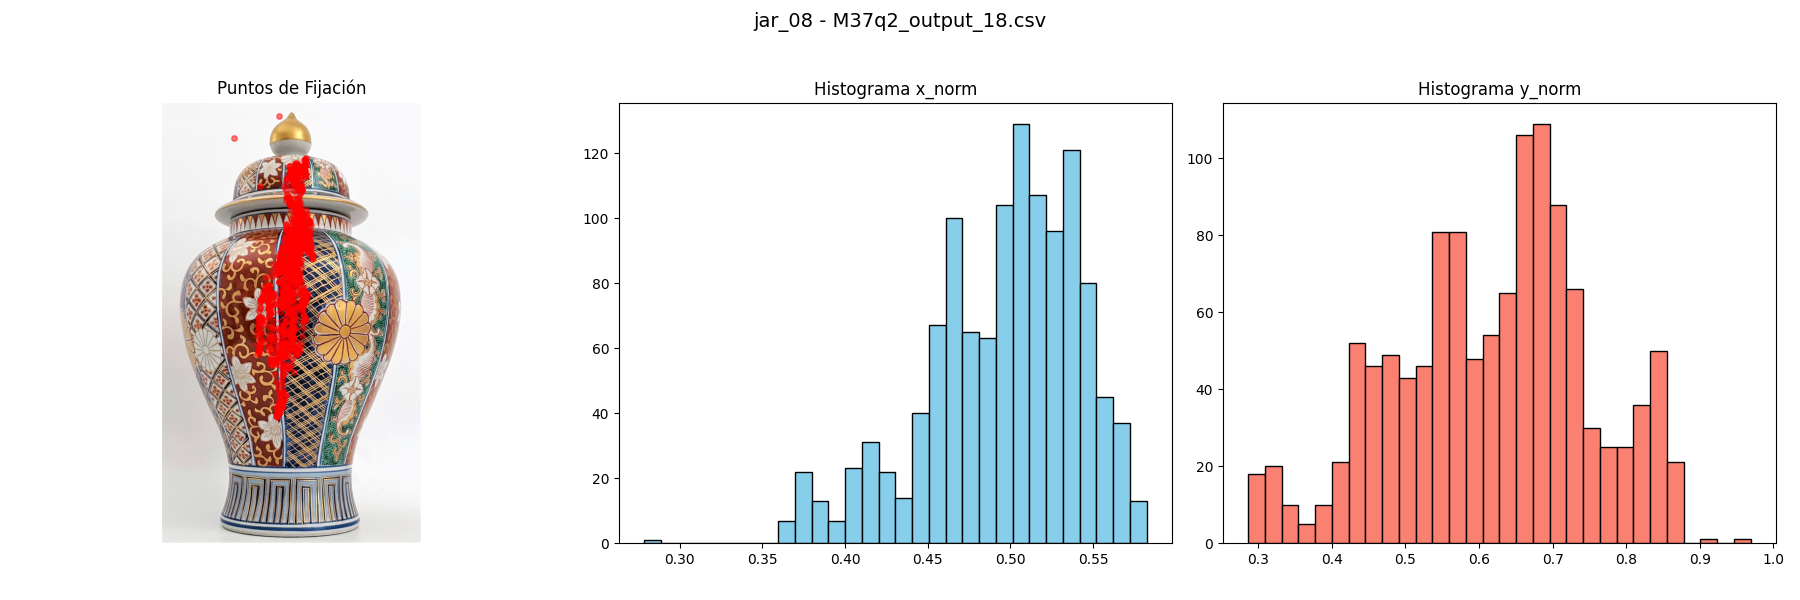 jar_08 - M37q2_output_18.csv
Puntos de Fijación
Histograma x_norm
Histograma y_norm
120
100
80
60
40
20
0
0.30 0.35 0.40 0.45 0.50 0.55
100
80
60
40
20
0
0.3 0.4 0.5 0.6 0.7 0.8 0.9 1.0